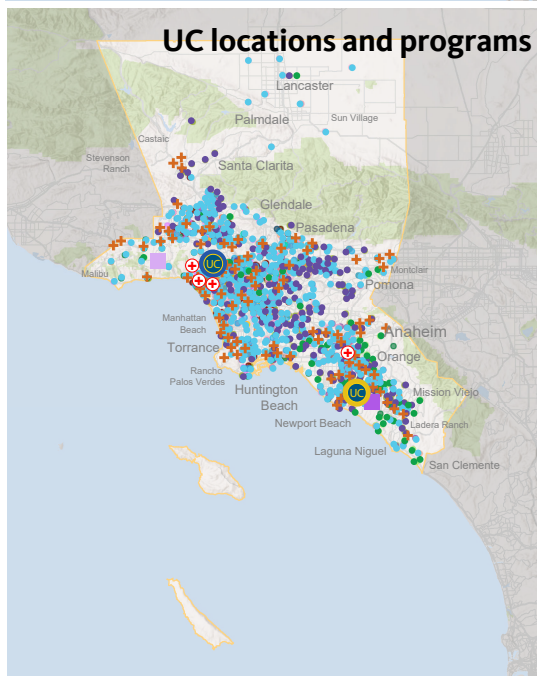 UC locations and programs
Lancaster
Palmdale
Sun Village
Castaic
Stevenson
Ranch
Santa Clarita
Glendale
Pasadena
Malibu
UC
Montclair
Pomona
Manhattan
Beach
Anaheim
Torrance
Orange
Rancho
Palos Verdes
Huntington
Beach
UC
Mission Viejo
Newport Beach
Ladera Ranch
Laguna Niguel
San Clemente